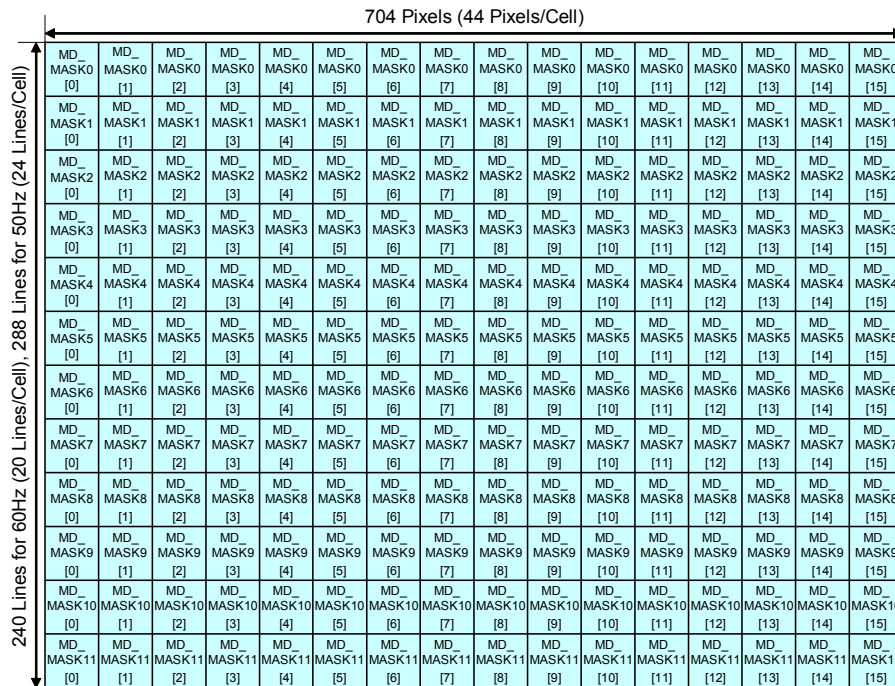 704 Pixels (44 Pixels/Cell)
240 Lines for 60Hz (20 Lines/Cell), 288 Lines for 50Hz (24 Lines/Cell)
MD_ MD_ MD_ MD_ MD_ MD_ MD_ MD_ MD_ MD_ MD_ MD_ MD_ MD_ MD_ MD_
MASK0 MASK0 MASK0 MASK0 MASK0 MASK0 MASK0 MASK0 MASK0 MASK0 MASK0 MASK0 MASK0 MASK0 MASK0 MASK0
[0] [1] [2] [3] [4] [5] [6] [7] [8] [9] [10] [11] [12] [13] [14] [15]
MD_ MD_ MD_ MD_ MD_ MD_ MD_ MD_ MD_ MD_ MD_ MD_ MD_ MD_ MD_ MD_
MASK1 MASK1 MASK1 MASK1 MASK1 MASK1 MASK1 MASK1 MASK1 MASK1 MASK1 MASK1 MASK1 MASK1 MASK1 MASK1
[0] [1] [2] [3] [4] [5] [6] [7] [8] [9] [10] [11] [12] [13] [14] [15]
MD_ MD_ MD_ MD_ MD_ MD_ MD_ MD_ MD_ MD_ MD_ MD_ MD_ MD_ MD_ MD_
MASK2 MASK2 MASK2 MASK2 MASK2 MASK2 MASK2 MASK2 MASK2 MASK2 MASK2 MASK2 MASK2 MASK2 MASK2 MASK2
[0] [1] [2] [3] [4] [5] [6] [7] [8] [9] [10] [11] [12] [13] [14] [15]
MD_ MD_ MD_ MD_ MD_ MD_ MD_ MD_ MD_ MD_ MD_ MD_ MD_ MD_ MD_ MD_
MASK3 MASK3 MASK3 MASK3 MASK3 MASK3 MASK3 MASK3 MASK3 MASK3 MASK3 MASK3 MASK3 MASK3 MASK3 MASK3
[0] [1] [2] [3] [4] [5] [6] [7] [8] [9] [10] [11] [12] [13] [14] [15]
MD_ MD_ MD_ MD_ MD_ MD_ MD_ MD_ MD_ MD_ MD_ MD_ MD_ MD_ MD_ MD_
MASK4 MASK4 MASK4 MASK4 MASK4 MASK4 MASK4 MASK4 MASK4 MASK4 MASK4 MASK4 MASK4 MASK4 MASK4 MASK4
[0] [1] [2] [3] [4] [5] [6] [7] [8] [9] [10] [11] [12] [13] [14] [15]
MD_ MD_ MD_ MD_ MD_ MD_ MD_ MD_ MD_ MD_ MD_ MD_ MD_ MD_ MD_ MD_
MASK5 MASK5 MASK5 MASK5 MASK5 MASK5 MASK5 MASK5 MASK5 MASK5 MASK5 MASK5 MASK5 MASK5 MASK5 MASK5
[0] [1] [2] [3] [4] [5] [6] [7] [8] [9] [10] [11] [12] [13] [14] [15]
MD_ MD_ MD_ MD_ MD_ MD_ MD_ MD_ MD_ MD_ MD_ MD_ MD_ MD_ MD_ MD_
MASK6 MASK6 MASK6 MASK6 MASK6 MASK6 MASK6 MASK6 MASK6 MASK6 MASK6 MASK6 MASK6 MASK6 MASK6 MASK6
[0] [1] [2] [3] [4] [5] [6] [7] [8] [9] [10] [11] [12] [13] [14] [15]
MD_ MD_ MD_ MD_ MD_ MD_ MD_ MD_ MD_ MD_ MD_ MD_ MD_ MD_ MD_ MD_
MASK7 MASK7 MASK7 MASK7 MASK7 MASK7 MASK7 MASK7 MASK7 MASK7 MASK7 MASK7 MASK7 MASK7 MASK7 MASK7
[0] [1] [2] [3] [4] [5] [6] [7] [8] [9] [10] [11] [12] [13] [14] [15]
MD_ MD_ MD_ MD_ MD_ MD_ MD_ MD_ MD_ MD_ MD_ MD_ MD_ MD_ MD_ MD_
MASK8 MASK8 MASK8 MASK8 MASK8 MASK8 MASK8 MASK8 MASK8 MASK8 MASK8 MASK8 MASK8 MASK8 MASK8 MASK8
[0] [1] [2] [3] [4] [5] [6] [7] [8] [9] [10] [11] [12] [13] [14] [15]
MD_ MD_ MD_ MD_ MD_ MD_ MD_ MD_ MD_ MD_ MD_ MD_ MD_ MD_ MD_ MD_
MASK9 MASK9 MASK9 MASK9 MASK9 MASK9 MASK9 MASK9 MASK9 MASK9 MASK9 MASK9 MASK9 MASK9 MASK9 MASK9
[0] [1] [2] [3] [4] [5] [6] [7] [8] [9] [10] [11] [12] [13] [14] [15]
MD_ MD_ MD_ MD_ MD_ MD_ MD_ MD_ MD_ MD_ MD_ MD_ MD_ MD_ MD_ MD_
MASK10 MASK10 MASK10 MASK10 MASK10 MASK10 MASK10 MASK10 MASK10 MASK10 MASK10 MASK10 MASK10 MASK10 MASK10 MASK1
[0] [1] [2] [3] [4] [5] [6] [7] [8] [9] [10] [11] [12] [13] [14] [15]
MD_ MD_ MD_ MD_ MD_ MD_ MD_ MD_ MD_ MD_ MD_ MD_ MD_ MD_ MD_ MD_
MASK11 MASK11 MASK11 MASK11 MASK11 MASK11 MASK11 MASK11 MASK11 MASK11 MASK11 MASK11 MASK11 MASK11 MASK11 MASK1
[0] [1] [2] [3] [4] [5] [6] [7] [8] [9] [10] [11] [12] [13] [14] [15]